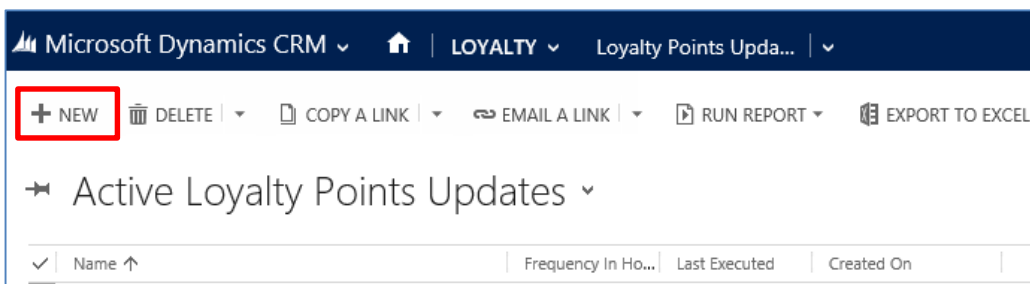 Microsoft Dynamics CRM LOYALTY Loyalty Points Upda...
NEW DELETE COPY A LINK EMAIL A LINK RUN REPORT EXPORT TO EXCEL
Active Loyalty Points Updates
Name Frequency In Ho... Last Executed Created On